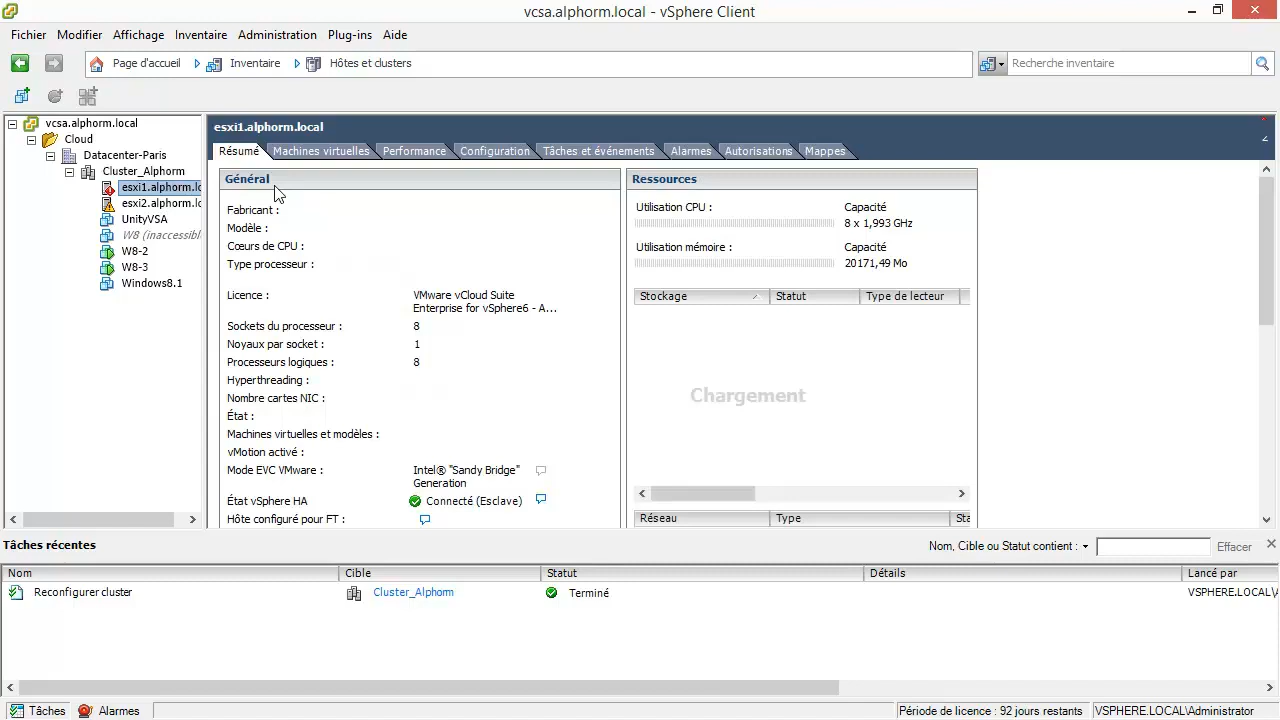 vcsa.alphorm.local - vSphere Client
Fichier Modifier Affichage Inventaire Administration Plug-ins Aide
Page d'accueil Inventaire Hôtes et clusters
Recherche inventaire
vcsa.alphorm.local
Cloud
Datacenter-Paris
Cluster_Alphorm
esxi1.alphorm.lo
esxi2.alphorm.lo
UnityVSA
W8 (inaccessibl
W8-2
W8-3
Windows8.1
esxi1.alphorm.local
Résumé Machines virtuelles Performance Configuration Tâches et événements Alarmes Autorisations Mappes
Général
Fabricant :
Modèle :
Cœurs de CPU :
Type processeur :
Licence : VMware vCloud Suite
Enterprise for vSphere6 - A...
Sockets du processeur : 8
Noyaux par socket : 1
Processeurs logiques : 8
Hyperthreading :
Nombre cartes NIC :
État :
Machines virtuelles et modèles :
vMotion activé :
Mode EVC VMware : Intel® "Sandy Bridge"
Generation
État vSphere HA Connecté (Esclave)
Hôte configuré pour FT :
Ressources
Utilisation CPU : Capacité
8 x 1,993 GHz
Utilisation mémoire : Capacité
20171,49 Mo
Stockage Statut Type de lecteur
Chargement
Réseau Type Sta
Tâches récentes
Nom, Cible ou Statut contient : Effacer
Nom Cible Statut Détails Lancé par
Reconfigurer cluster Cluster_Alphorm Terminé VSPHERE.LOCAL\
Tâches Alarmes
Période de licence : 92 jours restants VSPHERE.LOCAL\Administrator